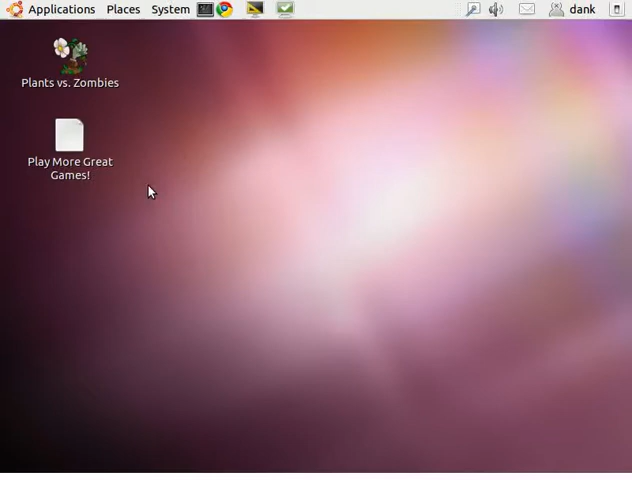 Applications Places System dank
Plants vs. Zombies
Play More Great
Games!